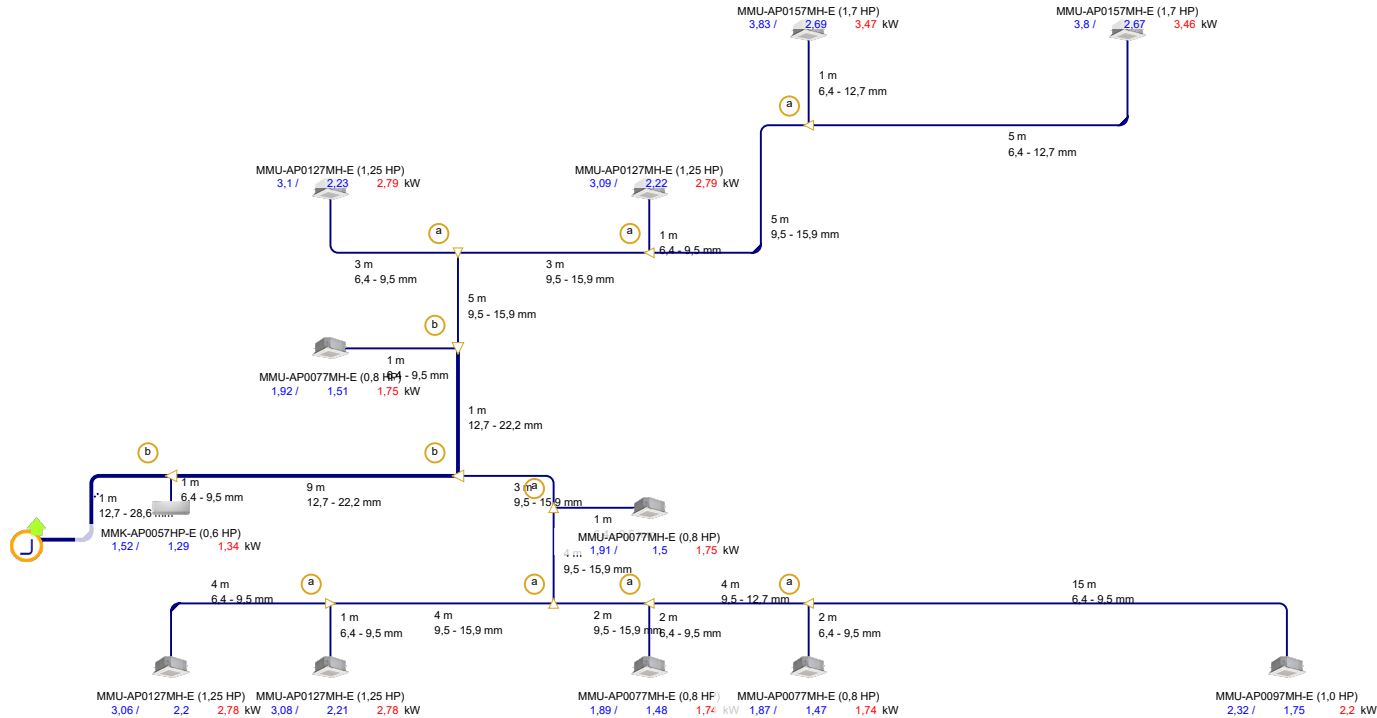 MMU-AP0157MH-E (1,7 HP)
3,83 / 2,69 3,47 kW
MMU-AP0157MH-E (1,7 HP)
3,8 / 2,67 3,46 kW
1 m
6,4 - 12,7 mm
a
5 m
6,4 - 12,7 mm
MMU-AP0127MH-E (1,25 HP)
3,1 / 2,23 2,79 kW
MMU-AP0127MH-E (1,25 HP)
3,09 / 2,22 2,79 kW
5 m
9,5 - 15,9 mm
a
a
1 m
6,4 - 9,5 mm
3 m
6,4 - 9,5 mm
3 m
9,5 - 15,9 mm
5 m
9,5 - 15,9 mm
b
1 m
6,4 - 9,5 mm
MMU-AP0077MH-E (0,8 HP)
1,92 / 1,51 1,75 kW
1 m
12,7 - 22,2 mm
b
b
1 m
6,4 - 9,5 mm
9 m
12,7 - 22,2 mm
3 m
9,5 - 15,9 mm
a
1 m
12,7 - 28,6
MMK-AP0057HP-E (0,6 HP)
1,52 / 1,29 1,34 kW
1 m
MMU-AP0077MH-E (0,8 HP)
1,91 / 1,5 1,75 kW
4 m
9,5 - 15,9 mm
4 m
6,4 - 9,5 mm
a
a
a
4 m
9,5 - 12,7 mm
a
15 m
6,4 - 9,5 mm
1 m
6,4 - 9,5 mm
4 m
9,5 - 15,9 mm
2 m
9,5 - 15,9 mm
2 m
6,4 - 9,5 mm
2 m
6,4 - 9,5 mm
MMU-AP0127MH-E (1,25 HP)
3,06 / 2,2 2,78 kW
MMU-AP0127MH-E (1,25 HP)
3,08 / 2,21 2,78 kW
MMU-AP0077MH-E (0,8 HP)
1,89 / 1,48 1,74 kW
MMU-AP0077MH-E (0,8 HP)
1,87 / 1,47 1,74 kW
MMU-AP0097MH-E (1,0 HP)
2,32 / 1,75 2,2 kW